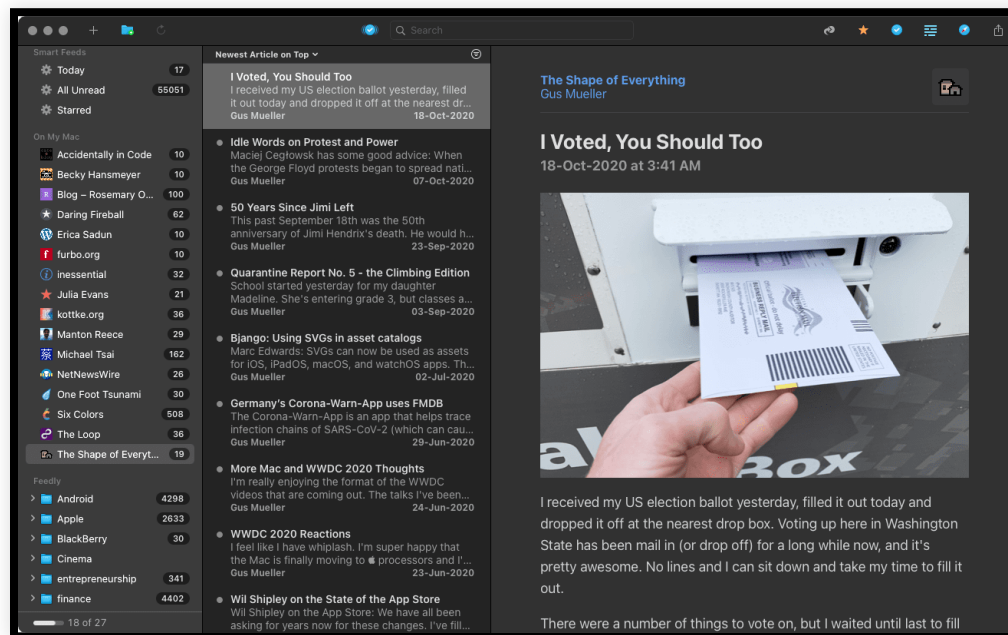 Search
Smart Feeds
Today 17
All Unread 55051
Starred
On My Mac
Accidentally in Code 10
Becky Hansmeyer 10
Blog – Rosemary O... 100
Daring Fireball 62
Erica Sadun 10
furbo.org 10
inessential 32
Julia Evans 21
kottke.org 36
Manton Reece 29
Michael Tsai 162
NetNewsWire 26
One Foot Tsunami 30
Six Colors 508
The Loop 36
The Shape of Everyt... 19
Feedly
Android 4298
Apple 2633
BlackBerry 30
Cinema
entrepreneurship 341
finance 4402
18 of 27
Newest Article on Top
I Voted, You Should Too
I received my US election ballot yesterday, filled
it out today and dropped it off at the nearest dr...
Gus Mueller 18-Oct-2020
Idle Words on Protest and Power
Maciej Cegłowsk has some good advice: When
the George Floyd protests began to spread nati...
Gus Mueller 07-Oct-2020
50 Years Since Jimi Left
This past September 18th was the 50th
anniversary of Jimi Hendrix's death. He would h...
Gus Mueller 23-Sep-2020
Quarantine Report No. 5 - the Climbing Edition
School started yesterday for my daughter
Madeline. She's entering grade 3, but classes a...
Gus Mueller 03-Sep-2020
Bjango: Using SVGs in asset catalogs
Marc Edwards: SVGs can now be used as assets
for iOS, iPadOS, macOS, and watchOS apps. Th...
Gus Mueller 02-Jul-2020
Germany's Corona-Warn-App uses FMDB
The Corona-Warn-App is an app that helps trace
infection chains of SARS-CoV-2 (which can cau...
Gus Mueller 29-Jun-2020
More Mac and WWDC 2020 Thoughts
I'm really enjoying the format of the WWDC
videos that are coming out. The talks I've been...
Gus Mueller 24-Jun-2020
WWDC 2020 Reactions
I feel like I have whiplash. I'm super happy that
the Mac is finally moving to  processors and I'...
Gus Mueller 23-Jun-2020
Wil Shipley on the State of the App Store
Wil Shipley on the App Store: We have all been
asking for years now for these changes. I've fill...
The Shape of Everything
Gus Mueller
I Voted, You Should Too
18-Oct-2020 at 3:41 AM
BUSINESS REPLY MAIL
Box
I received my US election ballot yesterday, filled it out today and
dropped it off at the nearest drop box. Voting up here in Washington
State has been mail in (or drop off) for a long while now, and it's
pretty awesome. No lines and I can sit down and take my time to fill it
out.
There were a number of things to vote on, but I waited until last to fill